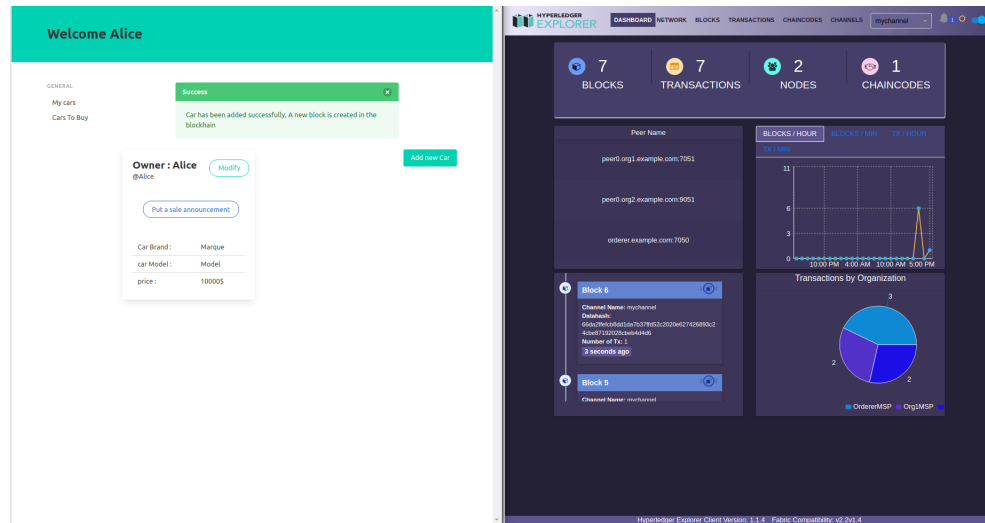 Welcome Alice
GENERAL
My cars
Cars To Buy
Success
Car has been added successfully, A new block is created in the
blockhain
Add new Car
Owner : Alice
@Alice
Modify
Put a sale announcement
Car Brand : Marque
car Model : Model
price : 10000$
HYPERLEDGER
EXPLORER
DASHBOARD NETWORK BLOCKS TRANSACTIONS CHAINCODES CHANNELS mychannel 1
7
BLOCKS
7
TRANSACTIONS
2
NODES
1
CHAINCODES
Peer Name
peer0.org1.example.com:7051
peer0.org2.example.com:9051
orderer.example.com:7050
BLOCKS / HOUR BLOCKS / MIN TX / HOUR
TX / MIN
11
6
3
0
10:00 PM 4:00 AM 10:00 AM 5:00 PM
Block 6
Channel Name: mychannel
Datahash:
Number of Tx: 1
3 seconds ago
Block 5
Channel Name: mychannel
Transactions by Organization
3
2
2
OrdererMSP Org1MSP
Hyperledger Explorer Client Version: 1.1.4 Fabric Compatibility: v2.2v1.4